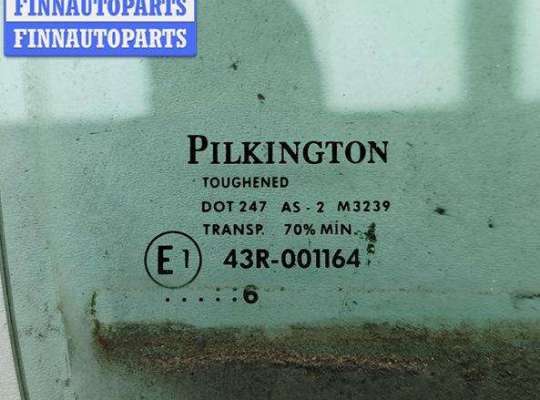 FINNAUTOPARTS
FINNAUTOPARTS
PILKINGTON
TOUGHENED
DOT 247 AS - 2 M3239
TRANSP. 70% MIN.
E1 43R-001164
.....6